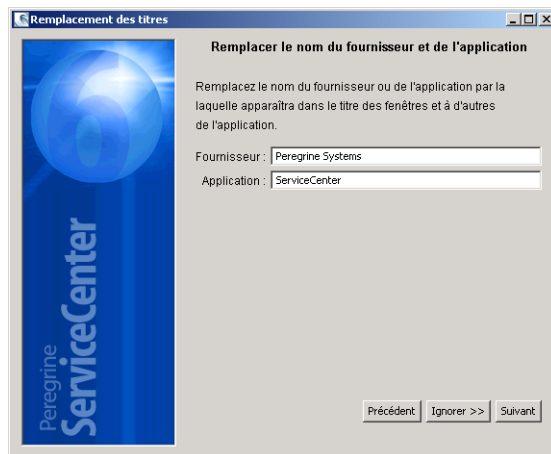 Remplacement des titres
Remplacer le nom du fournisseur et de l'application
Remplacez le nom du fournisseur ou de l'application par la
laquelle apparaîtra dans le titre des fenêtres et à d'autres
de l'application.
Fournisseur : Peregrine Systems
Application : ServiceCenter
6
Peregrine
ServiceCenter
Précédent Ignorer >> Suivant